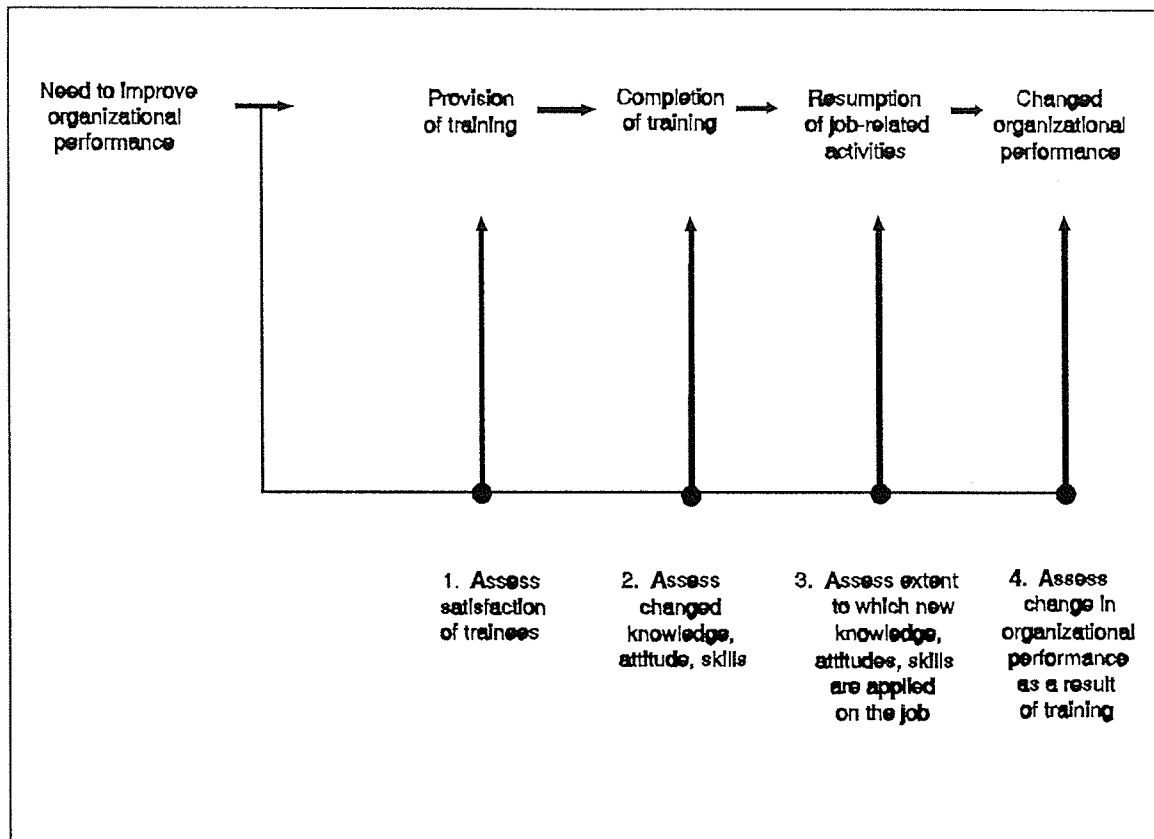 Need to Improve
organizational
performance
Provision
of training
Completion
of training
Resumption
of job-related
activities
Changed
organizational
performance
1. Assess
satisfaction
of trainees
2. Assess
changed
knowledge,
attitude, skills
3. Assess extent
to which new
knowledge,
attitudes, skills
are applied
on the job
4. Assess
change in
organizational
performance
as a result
of training